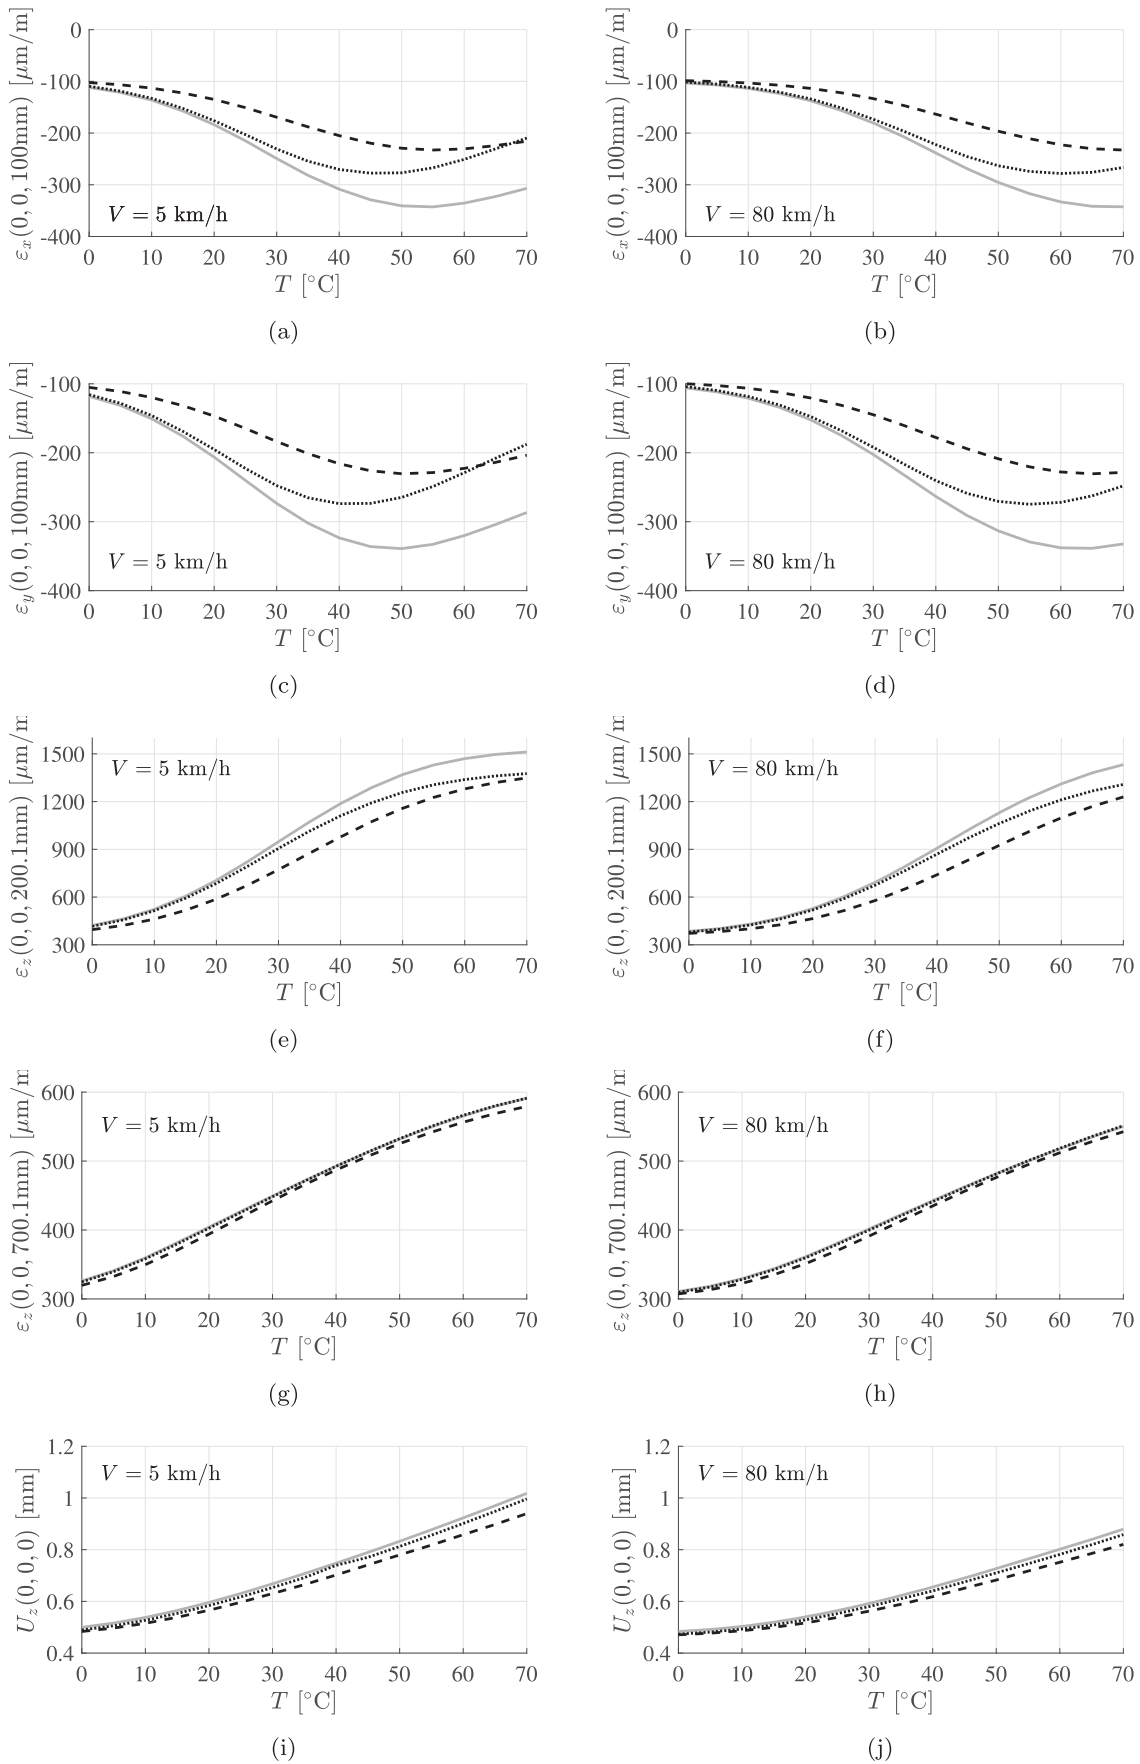 0
-100
-200
-300
-400
εx(0, 0, 100mm) [μm/m]
V = 5 km/h
0 10 20 30 40 50 60 70
T [°C]
(a)
0
-100
-200
-300
-400
εx(0, 0, 100mm) [μm/m]
V = 80 km/h
0 10 20 30 40 50 60 70
T [°C]
(b)
-100
-200
-300
-400
εy(0, 0, 100mm) [μm/m]
V = 5 km/h
0 10 20 30 40 50 60 70
T [°C]
(c)
-100
-200
-300
-400
εy(0, 0, 100mm) [μm/m]
V = 80 km/h
0 10 20 30 40 50 60 70
T [°C]
(d)
1500
1200
900
600
300
εz(0, 0, 200.1mm) [μm/m
V = 5 km/h
0 10 20 30 40 50 60 70
T [°C]
(e)
1500
1200
900
600
300
εz(0, 0, 200.1mm) [μm/m
V = 80 km/h
0 10 20 30 40 50 60 70
T [°C]
(f)
600
500
400
300
εz(0, 0, 700.1mm) [μm/m
V = 5 km/h
0 10 20 30 40 50 60 70
T [°C]
(g)
600
500
400
300
εz(0, 0, 700.1mm) [μm/m
V = 80 km/h
0 10 20 30 40 50 60 70
T [°C]
(h)
1.2
1
0.8
0.6
0.4
Uz(0, 0, 0) [mm]
V = 5 km/h
0 10 20 30 40 50 60 70
T [°C]
(i)
1.2
1
0.8
0.6
0.4
Uz(0, 0, 0) [mm]
V = 80 km/h
0 10 20 30 40 50 60 70
T [°C]
(j)